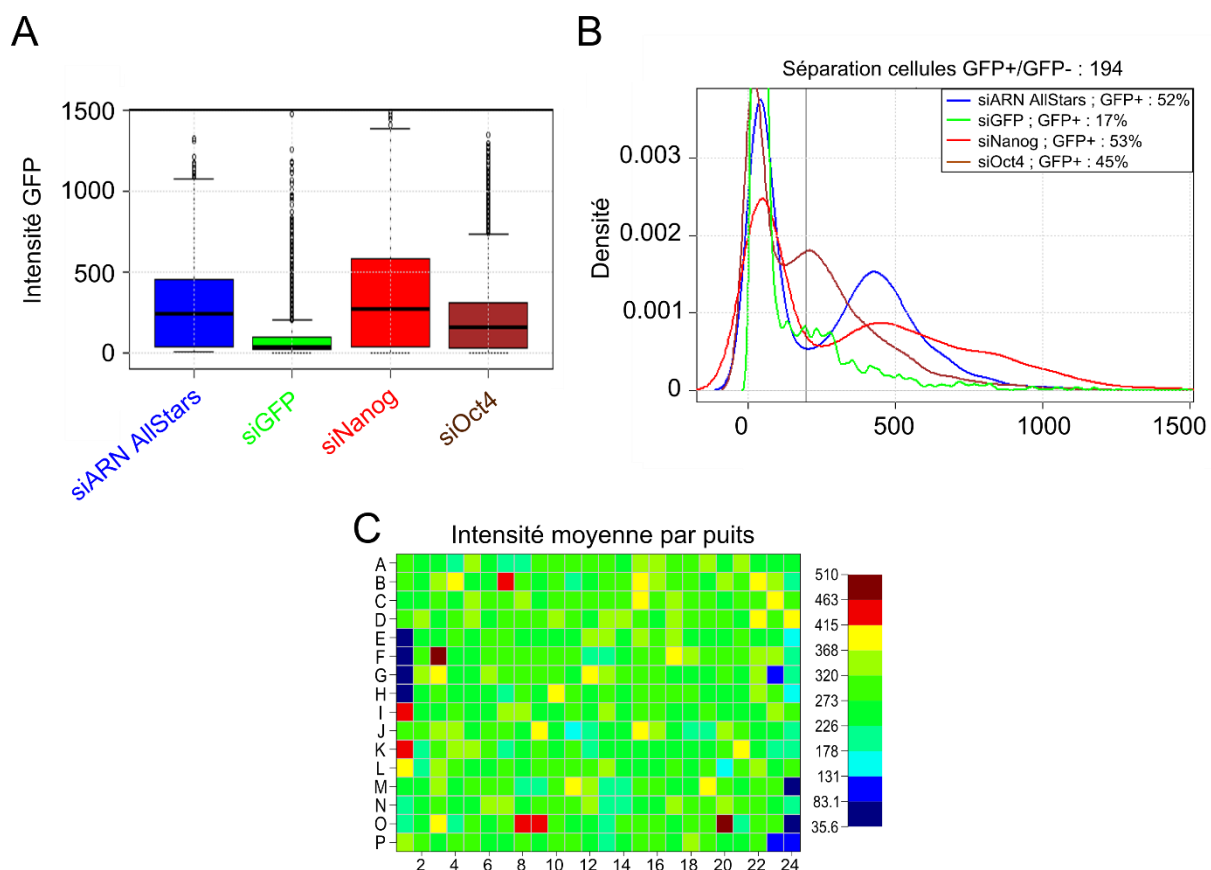 A
Intensité GFP
1500
1000
500
0
siARN AllStars
siGFP
siNanog
siOct4
B
Séparation cellules GFP+/GFP- : 194
siARN AllStars ; GFP+ : 52%
siGFP ; GFP+ : 17%
siNanog ; GFP+ : 53%
siOct4 ; GFP+ : 45%
Densité
0.003
0.002
0.001
0
0 500 1000 1500
C
Intensité moyenne par puits
A
B
C
D
E
F
G
H
I
J
K
L
M
N
O
P
2 4 6 8 10 12 14 16 18 20 22 24
510
463
415
368
320
273
226
178
131
83.1
35.6